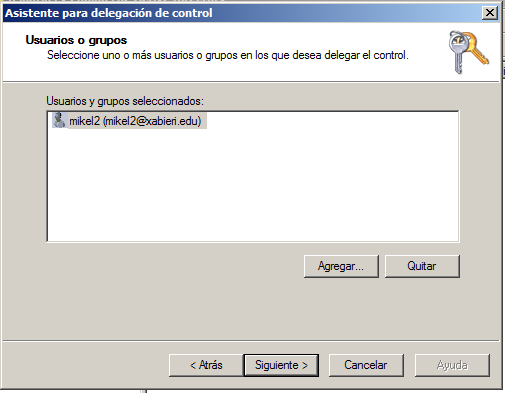 Asistente para delegación de control
Usuarios o grupos
Seleccione uno o más usuarios o grupos en los que desea delegar el control.
Usuarios y grupos seleccionados:
mikel2 (mikel2@xabieri.edu)
Agregar...
Quitar
< Atrás
Siguiente >
Cancelar
Ayuda